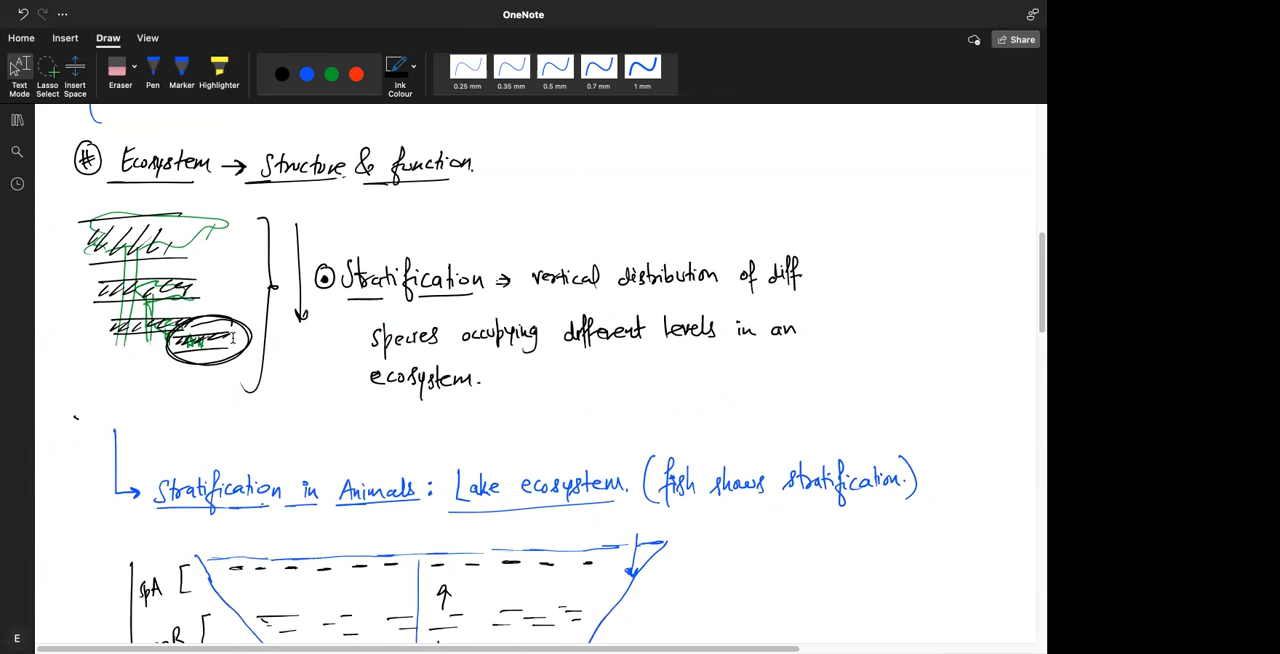 OneNote
Home Insert Draw View
Share
Text Mode
Lasso Select
Insert Space
Eraser
Pen
Marker
Highlighter
Ink Colour
0.25 mm
0.35 mm
0.5 mm
0.7 mm
1 mm
# Ecosystem → Structure & function.
Stratification ⇒ vertical distribution of diff
species occupying different levels in an
ecosystem.
Stratification in Animals: Lake ecosystem. (fish shows stratification.)
spA
E